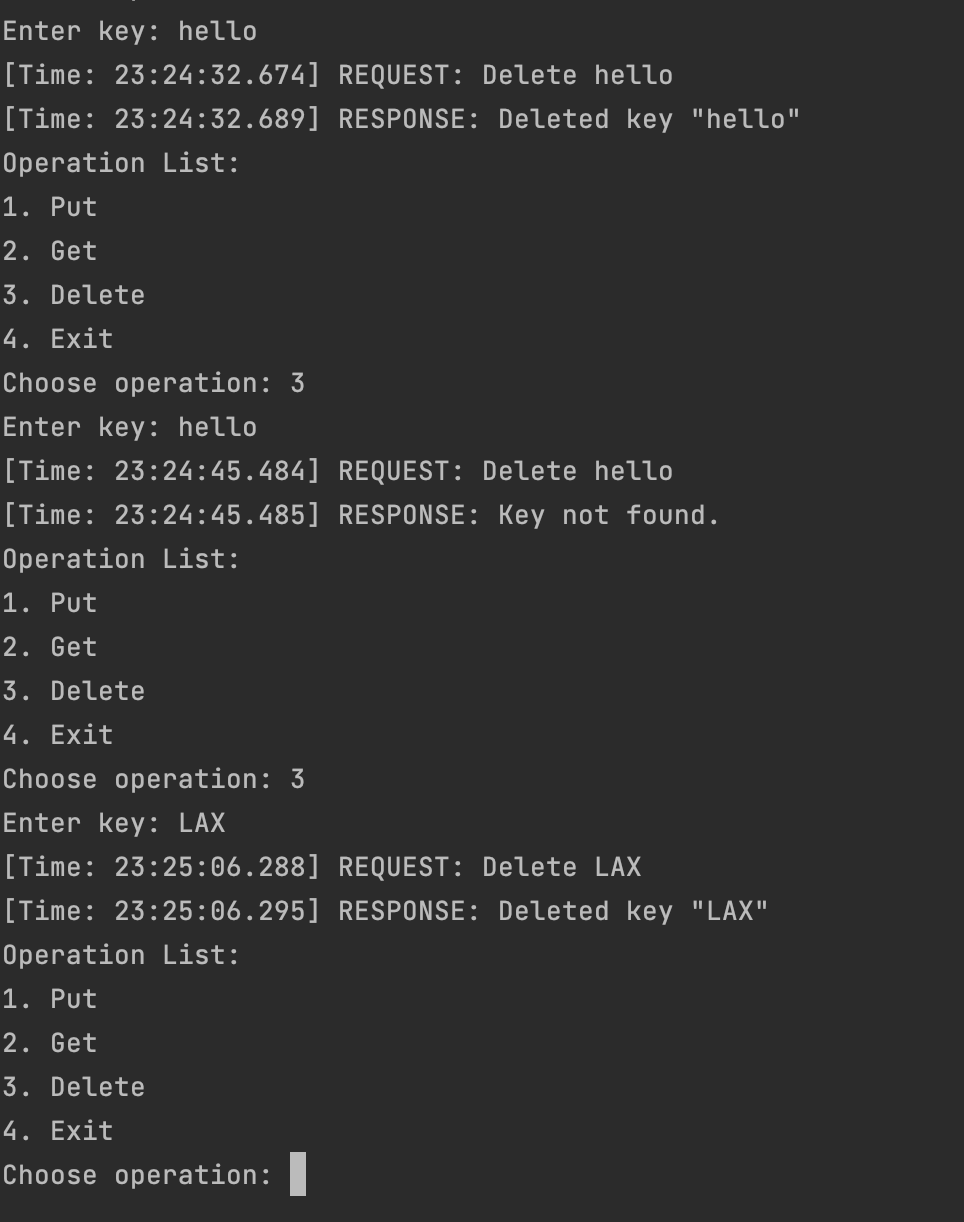 Enter key: hello
[Time: 23:24:32.674] REQUEST: Delete hello
[Time: 23:24:32.689] RESPONSE: Deleted key "hello"
Operation List:
1. Put
2. Get
3. Delete
4. Exit
Choose operation: 3
Enter key: hello
[Time: 23:24:45.484] REQUEST: Delete hello
[Time: 23:24:45.485] RESPONSE: Key not found.
Operation List:
1. Put
2. Get
3. Delete
4. Exit
Choose operation: 3
Enter key: LAX
[Time: 23:25:06.288] REQUEST: Delete LAX
[Time: 23:25:06.295] RESPONSE: Deleted key "LAX"
Operation List:
1. Put
2. Get
3. Delete
4. Exit
Choose operation: